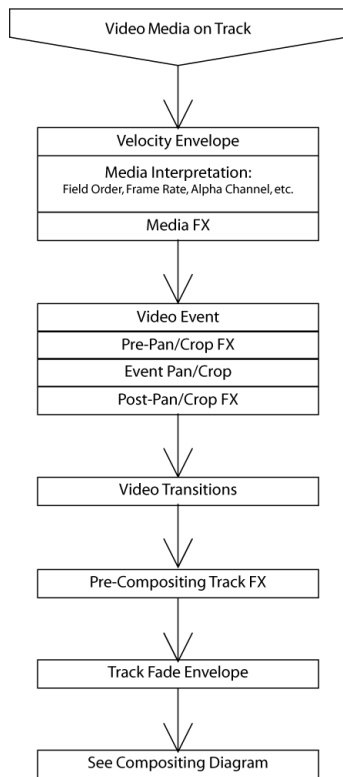 Video Media on Track
Velocity Envelope
Media Interpretation:
Field Order, Frame Rate, Alpha Channel, etc.
Media FX
Video Event
Pre-Pan/Crop FX
Event Pan/Crop
Post-Pan/Crop FX
Video Transitions
Pre-Compositing Track FX
Track Fade Envelope
See Compositing Diagram